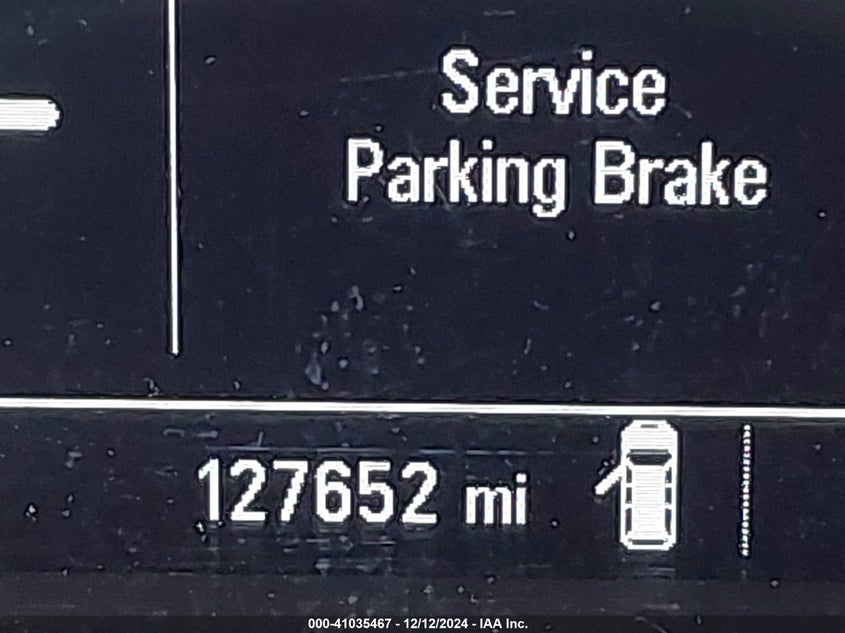 Service
Parking Brake
127652 mi
000-41035467 - 12/12/2024 - IAA Inc.